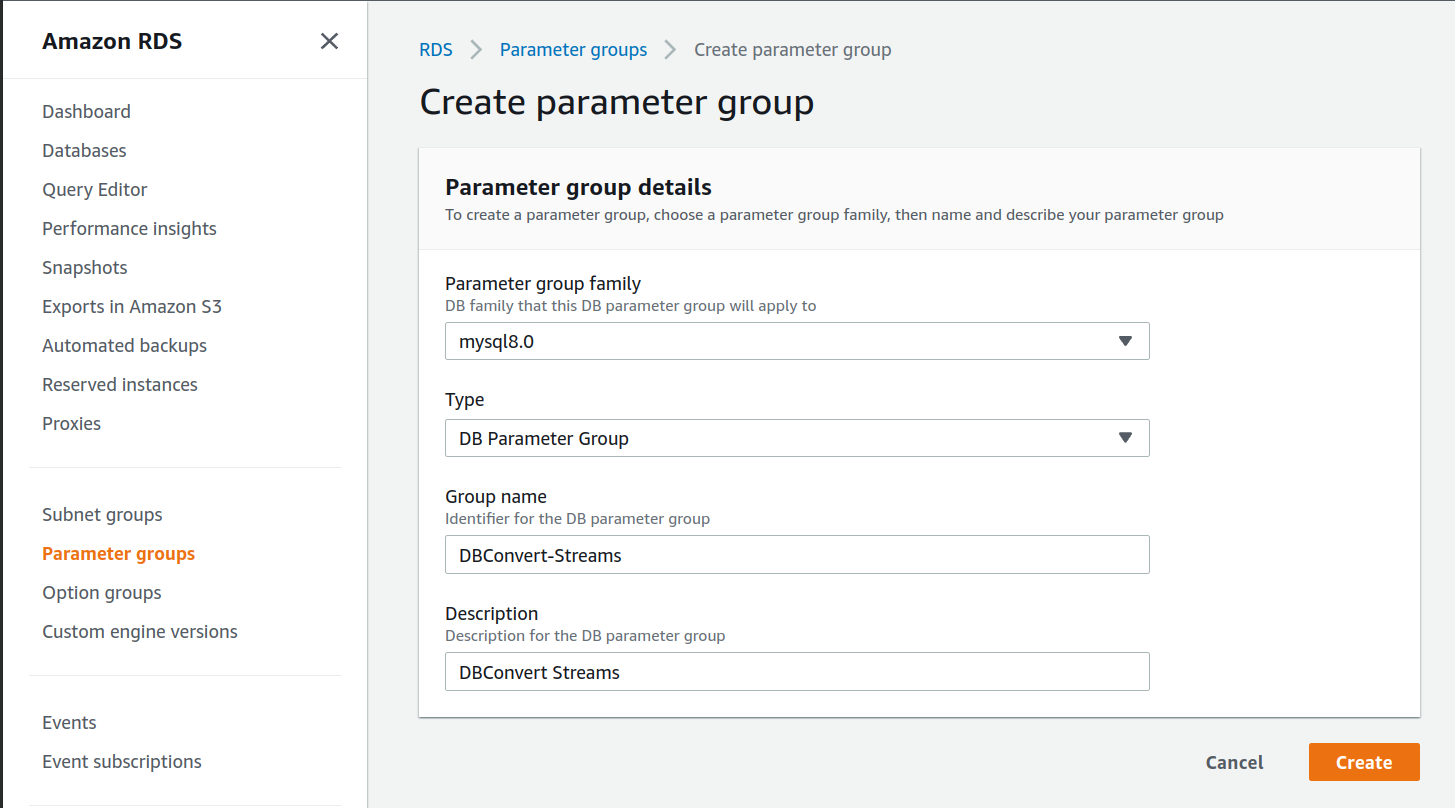 Amazon RDS
Dashboard
Databases
Query Editor
Performance insights
Snapshots
Exports in Amazon S3
Automated backups
Reserved instances
Proxies
Subnet groups
Parameter groups
Option groups
Custom engine versions
Events
Event subscriptions
RDS > Parameter groups > Create parameter group
Create parameter group
Parameter group details
To create a parameter group, choose a parameter group family, then name and describe your parameter group
Parameter group family
DB family that this DB parameter group will apply to
mysql8.0
Type
DB Parameter Group
Group name
Identifier for the DB parameter group
DBConvert-Streams
Description
Description for the DB parameter group
DBConvert Streams
Cancel Create